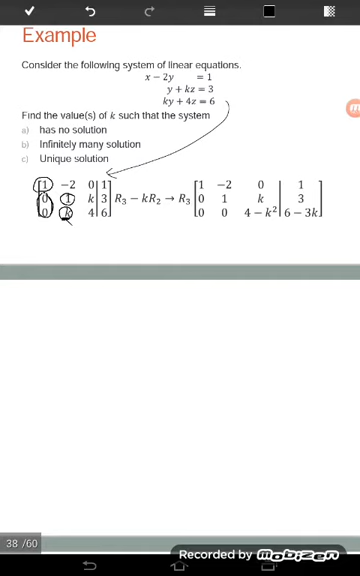 Example
Consider the following system of linear equations.
x − 2y = 1
y + kz = 3
ky + 4z = 6
Find the value(s) of k such that the system
a) has no solution
b) Infinitely many solution
c) Unique solution
[1 −2 0 | 1] [1 −2 0 | 1]
[0 1 k | 3] R₃ − kR₂ → R₃ [0 1 k | 3]
[0 k 4 | 6] [0 0 4 − k² | 6 − 3k]
38 /60
Recorded by Mobizen